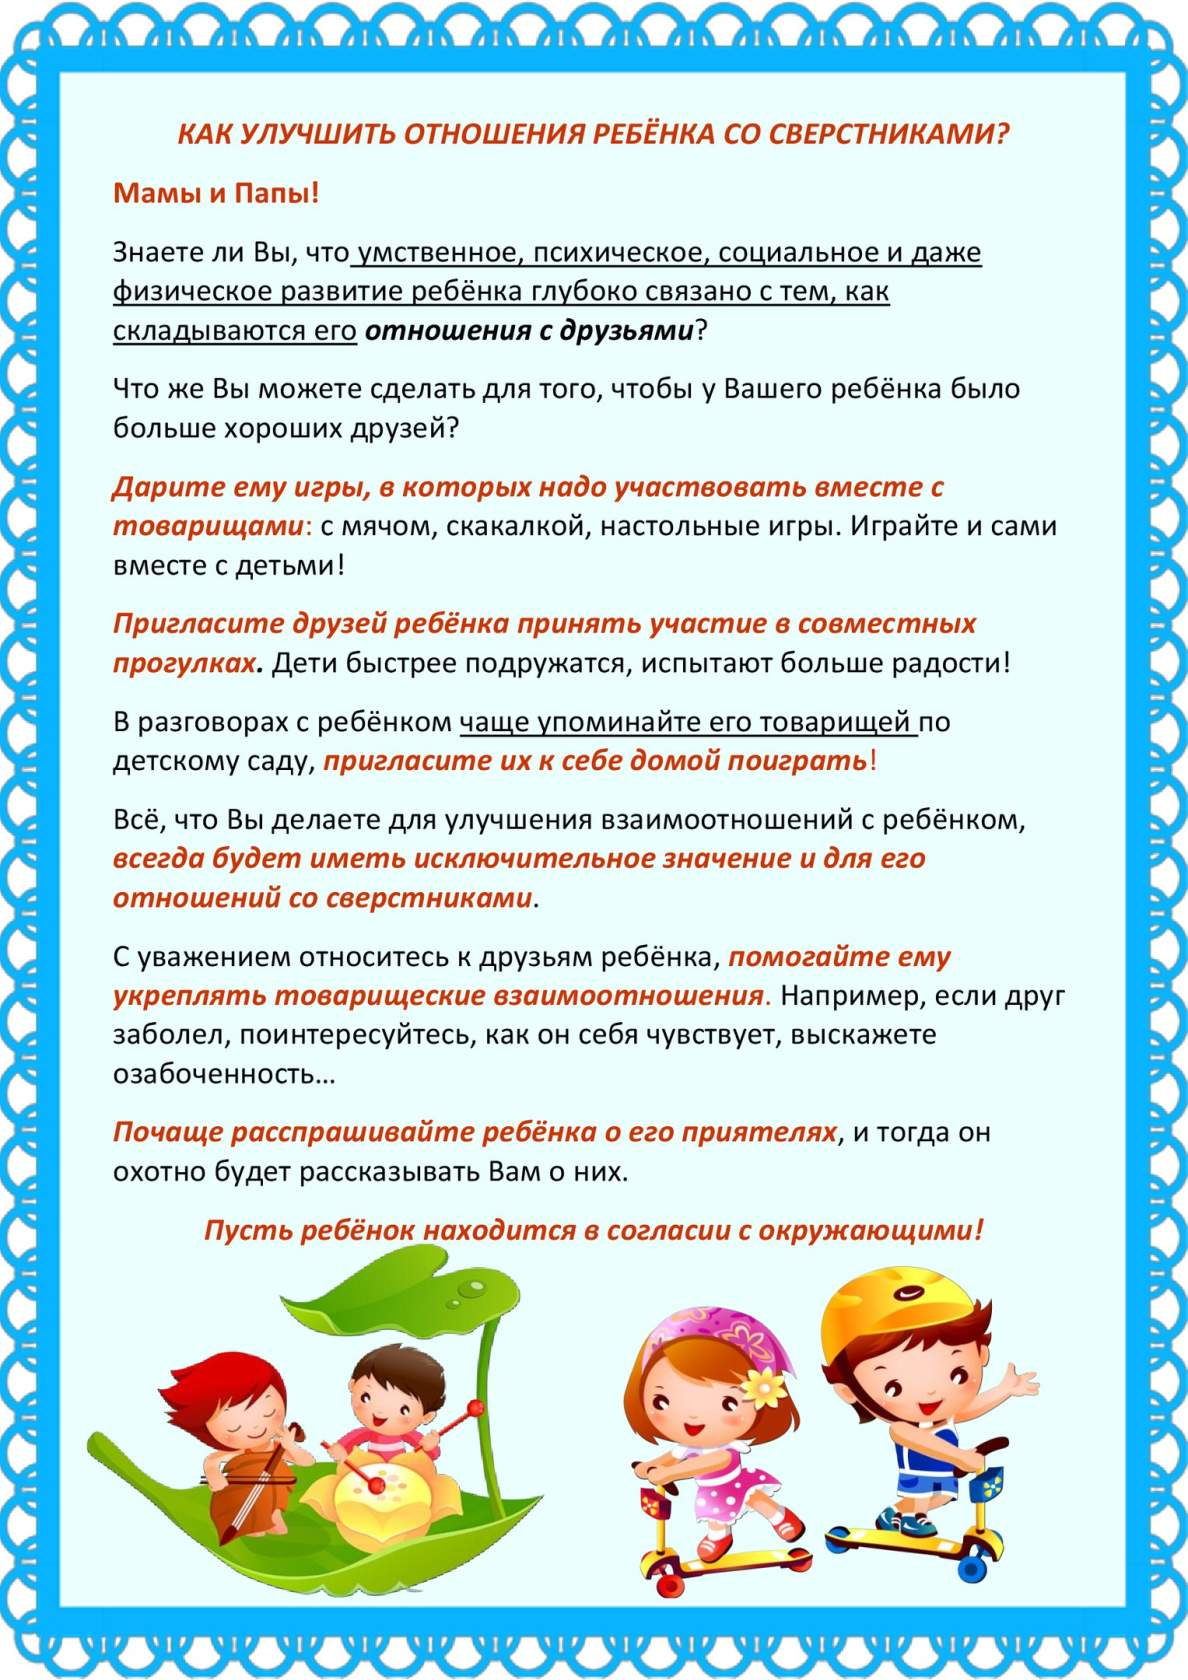 КАК УЛУЧШИТЬ ОТНОШЕНИЯ РЕБЁНКА СО СВЕРСТНИКАМИ?
Мамы и Папы!
Знаете ли Вы, что умственное, психическое, социальное и даже
физическое развитие ребёнка глубоко связано с тем, как
складываются его отношения с друзьями?
Что же Вы можете сделать для того, чтобы у Вашего ребёнка было
больше хороших друзей?
Дарите ему игры, в которых надо участвовать вместе с
товарищами: с мячом, скакалкой, настольные игры. Играйте и сами
вместе с детьми!
Пригласите друзей ребёнка принять участие в совместных
прогулках. Дети быстрее подружатся, испытают больше радости!
В разговорах с ребёнком чаще упоминайте его товарищей по
детскому саду, пригласите их к себе домой поиграть!
Всё, что Вы делаете для улучшения взаимоотношений с ребёнком,
всегда будет иметь исключительное значение и для его
отношений со сверстниками.
С уважением относитесь к друзьям ребёнка, помогайте ему
укреплять товарищеские взаимоотношения. Например, если друг
заболел, поинтересуйтесь, как он себя чувствует, выскажете
озабоченность...
Почаще расспрашивайте ребёнка о его приятелях, и тогда он
охотно будет рассказывать Вам о них.
Пусть ребёнок находится в согласии с окружающими!